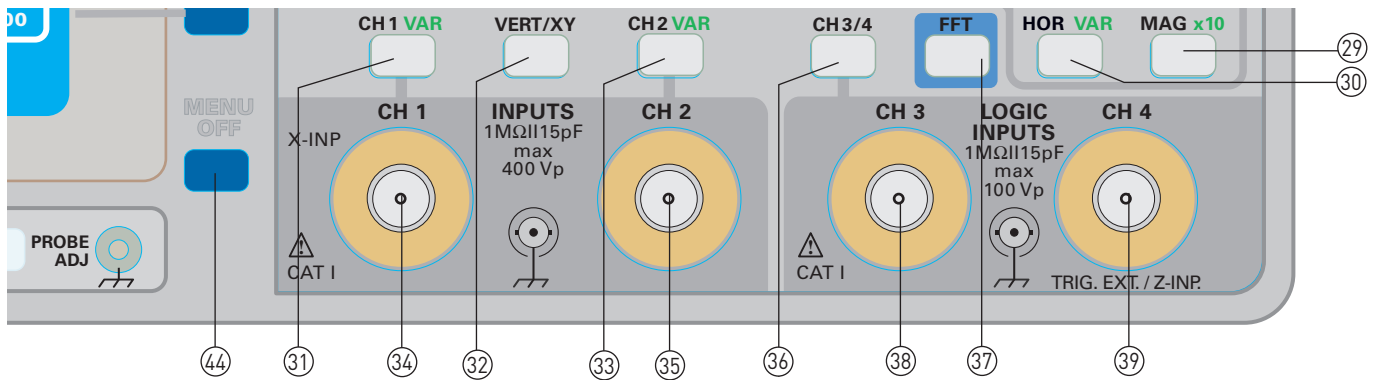 00
CH 1 VAR
VERT/XY
CH 2 VAR
CH 3/4
FFT
HOR VAR
MAG x10
29
30
MENU
OFF
X-INP
CH 1
INPUTS
1MΩII15pF
max
400 Vp
CH 2
CH 3
LOGIC
INPUTS
1MΩII15pF
max
100 Vp
CH 4
PROBE
ADJ
CAT I
CAT I
TRIG. EXT. / Z-INP.
44
31
34
32
33
35
36
38
37
39